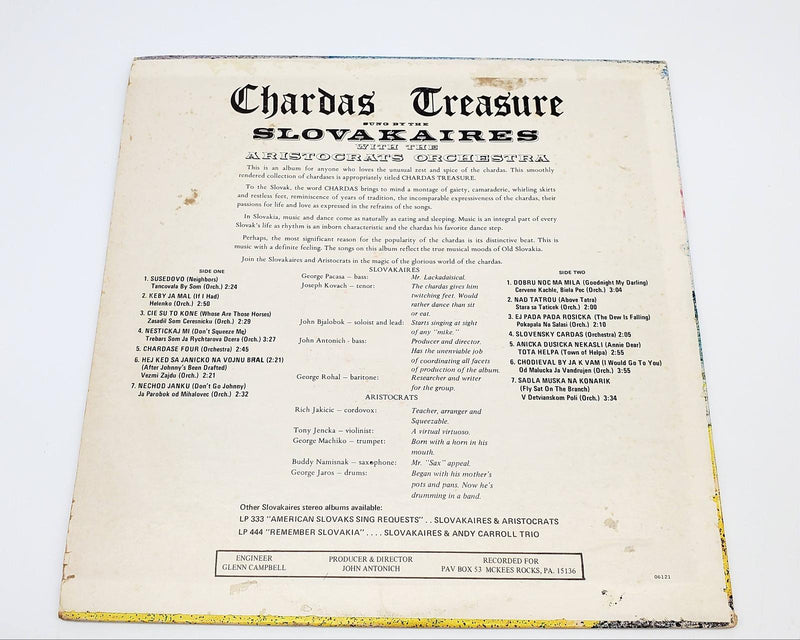 Chardas Treasure
SUNG BY THE
SLOVAKAIRES
WITH THE
ARISTOCRATS ORCHESTRA
This is an album for anyone who loves the unusual zest and spice of the chardas. This smoothly
rendered collection of chardases is appropriately titled CHARDAS TREASURE.
To the Slovak, the word CHARDAS brings to mind a montage of gaiety, camaraderie, whirling skirts
and restless feet, reminiscence of years of tradition, the incomparable expressiveness of the chardas, their
passions for life and love as expressed in the refrains of the songs.
In Slovakia, music and dance come as naturally as eating and sleeping. Music is an integral part of every
Slovak's life as rhythm is an inborn characteristic and the chardas his favorite dance step.
Perhaps, the most significant reason for the popularity of the chardas is its distinctive beat. This is
music with a definite feeling. The songs on this album reflect the true musical moods of Old Slovakia.
Join the Slovakaires and Aristocrats in the magic of the glorious world of the chardas.
SIDE ONE
1. SUSEDOVO (Neighbors)
Tancovala By Som (Orch.) 2:24
2. KEBY JA MAL (If I Had)
Helenko (Orch.) 2:50
3. CIE SU TO KONE (Whose Are Those Horses)
Zasadil Som Ceresnicku (Orch.) 2:29
4. NESTICKAJ MI (Don't Squeeze Me)
Trebars Som Ja Rychtarova Dcera (Orch.) 3:27
5. CHARDASE FOUR (Orchestra) 2:45
6. HEJ KED SA JANICKO NA VOJNU BRAL (2:21)
(After Johnny's Been Drafted)
Vezmi Zajdu (Orch.) 2:21
7. NECHOD JANKU (Don't Go Johnny)
Ja Parobok od Mihalovec (Orch.) 2:32
SLOVAKAIRES
George Pacasa – bass: Mr. Lackadaisical.
Joseph Kovach – tenor: The chardas gives him
twitching feet. Would
rather dance than sit
or eat.
John Bjalobok – soloist and lead: Starts singing at sight
of any "mike."
John Antonich - bass: Producer and director.
Has the unenviable job
of coordinating all facets
of production of the album.
George Rohal – baritone: Researcher and writer
for the group.
ARISTOCRATS
Rich Jakicic – cordovox: Teacher, arranger and
Squeezable.
Tony Jencka – violinist: A virtual virtuoso.
George Machiko – trumpet: Born with a horn in his
mouth.
Buddy Namisnak – saxophone: Mr. "Sax" appeal.
George Jaros – drums: Began with his mother's
pots and pans. Now he's
drumming in a band.
SIDE TWO
1. DOBRU NOC MA MILA (Goodnight My Darling)
Cervene Kachle, Biela Pec (Orch.) 3:04
2. NAD TATROU (Above Tatra)
Stara sa Taticek (Orch.) 2:00
3. EJ PADA PADA ROSICKA (The Dew is Falling)
Pokapala Na Salasi (Orch.) 2:10
4. SLOVENSKY CARDAS (Orchestra) 2:05
5. ANICKA DUSICKA NEKASLI (Annie Dear)
TOTA HELPA (Town of Helpa) 2:55
6. CHODIEVAL BY JA K VAM (I Would Go To You)
Od Malucka Ja Vandrujen (Orch.) 3:55
7. SADLA MUSKA NA KONARIK
(Fly Sat On The Branch)
V Detvianskom Poli (Orch.) 3:34
Other Slovakaires stereo albums available:
LP 333 "AMERICAN SLOVAKS SING REQUESTS" . . SLOVAKAIRES & ARISTOCRATS
LP 444 "REMEMBER SLOVAKIA" . . . . SLOVAKAIRES & ANDY CARROLL TRIO
ENGINEER
GLENN CAMPBELL
PRODUCER & DIRECTOR
JOHN ANTONICH
RECORDED FOR
PAV BOX 53 MCKEES ROCKS, PA. 15136
06121